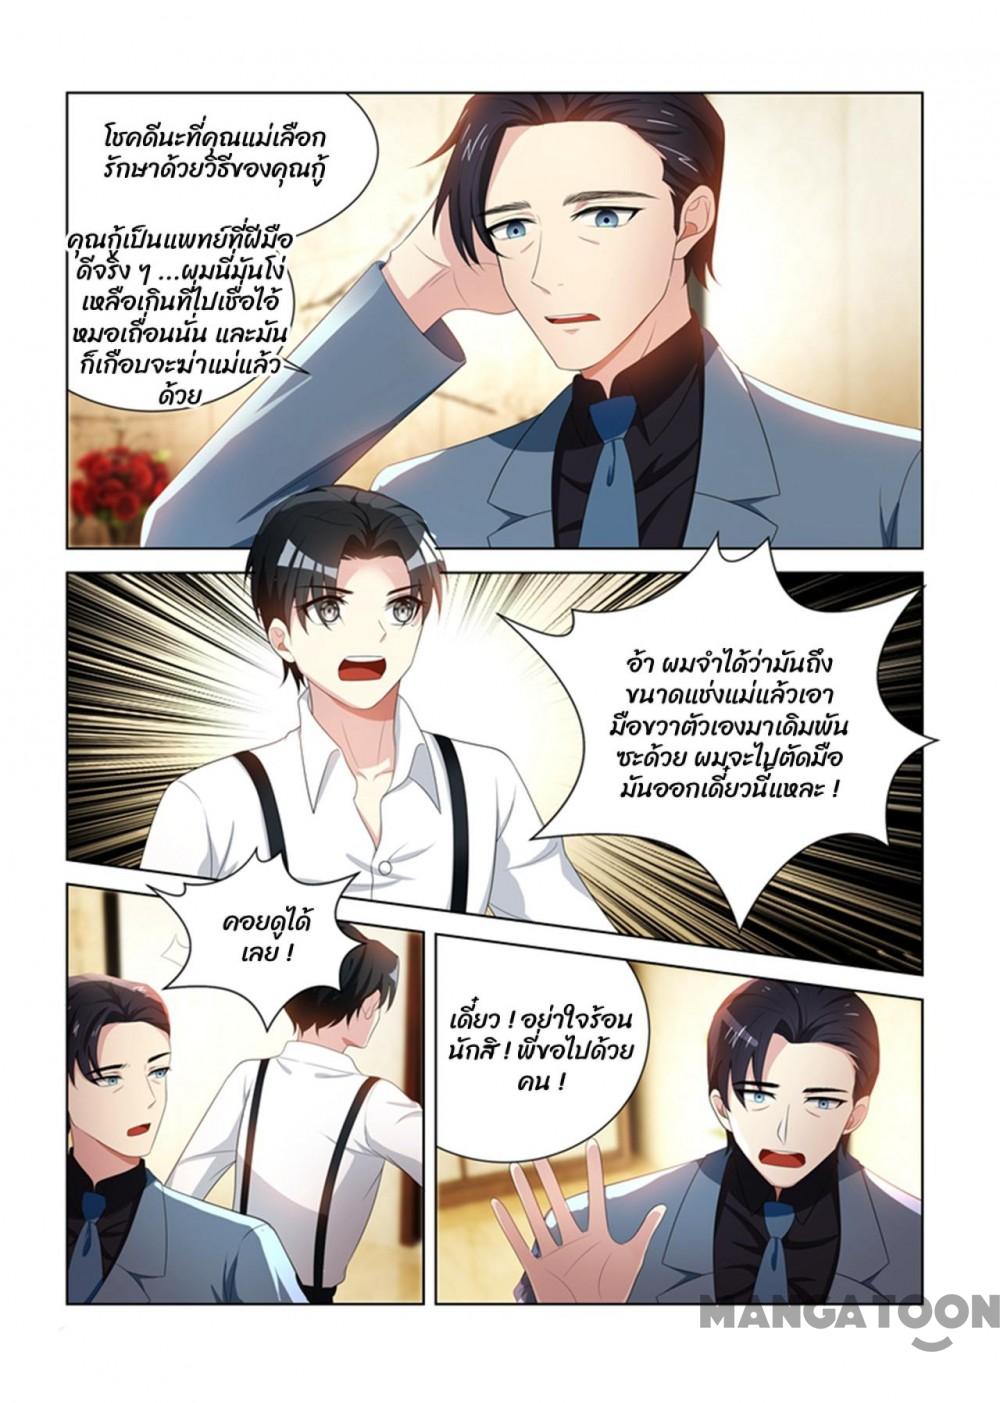 โชคดีนะที่คุณแม่เลือก
รักษาด้วยวิธีของคุณกู้
คุณกู้เป็นแพทย์ที่ฝีมือ
ดีจริง ๆ ...ผมนี่มันโง่
เหลือเกินที่ไปเชื่อไอ้
หมอเถื่อนนั่น และมัน
ก็เกือบจะฆ่าแม่แล้ว
ด้วย
อ้า ผมจำได้ว่ามันถึง
ขนาดแช่งแม่แล้วเอา
มือขวาตัวเองมาเดิมพัน
ซะด้วย ผมจะไปตัดมือ
มันออกเดี๋ยวนี้แหละ !
คอยดูได้
เลย !
เดี๋ยว ! อย่าใจร้อน
นักสิ ! พี่ขอไปด้วย
คน !
MANGATOON